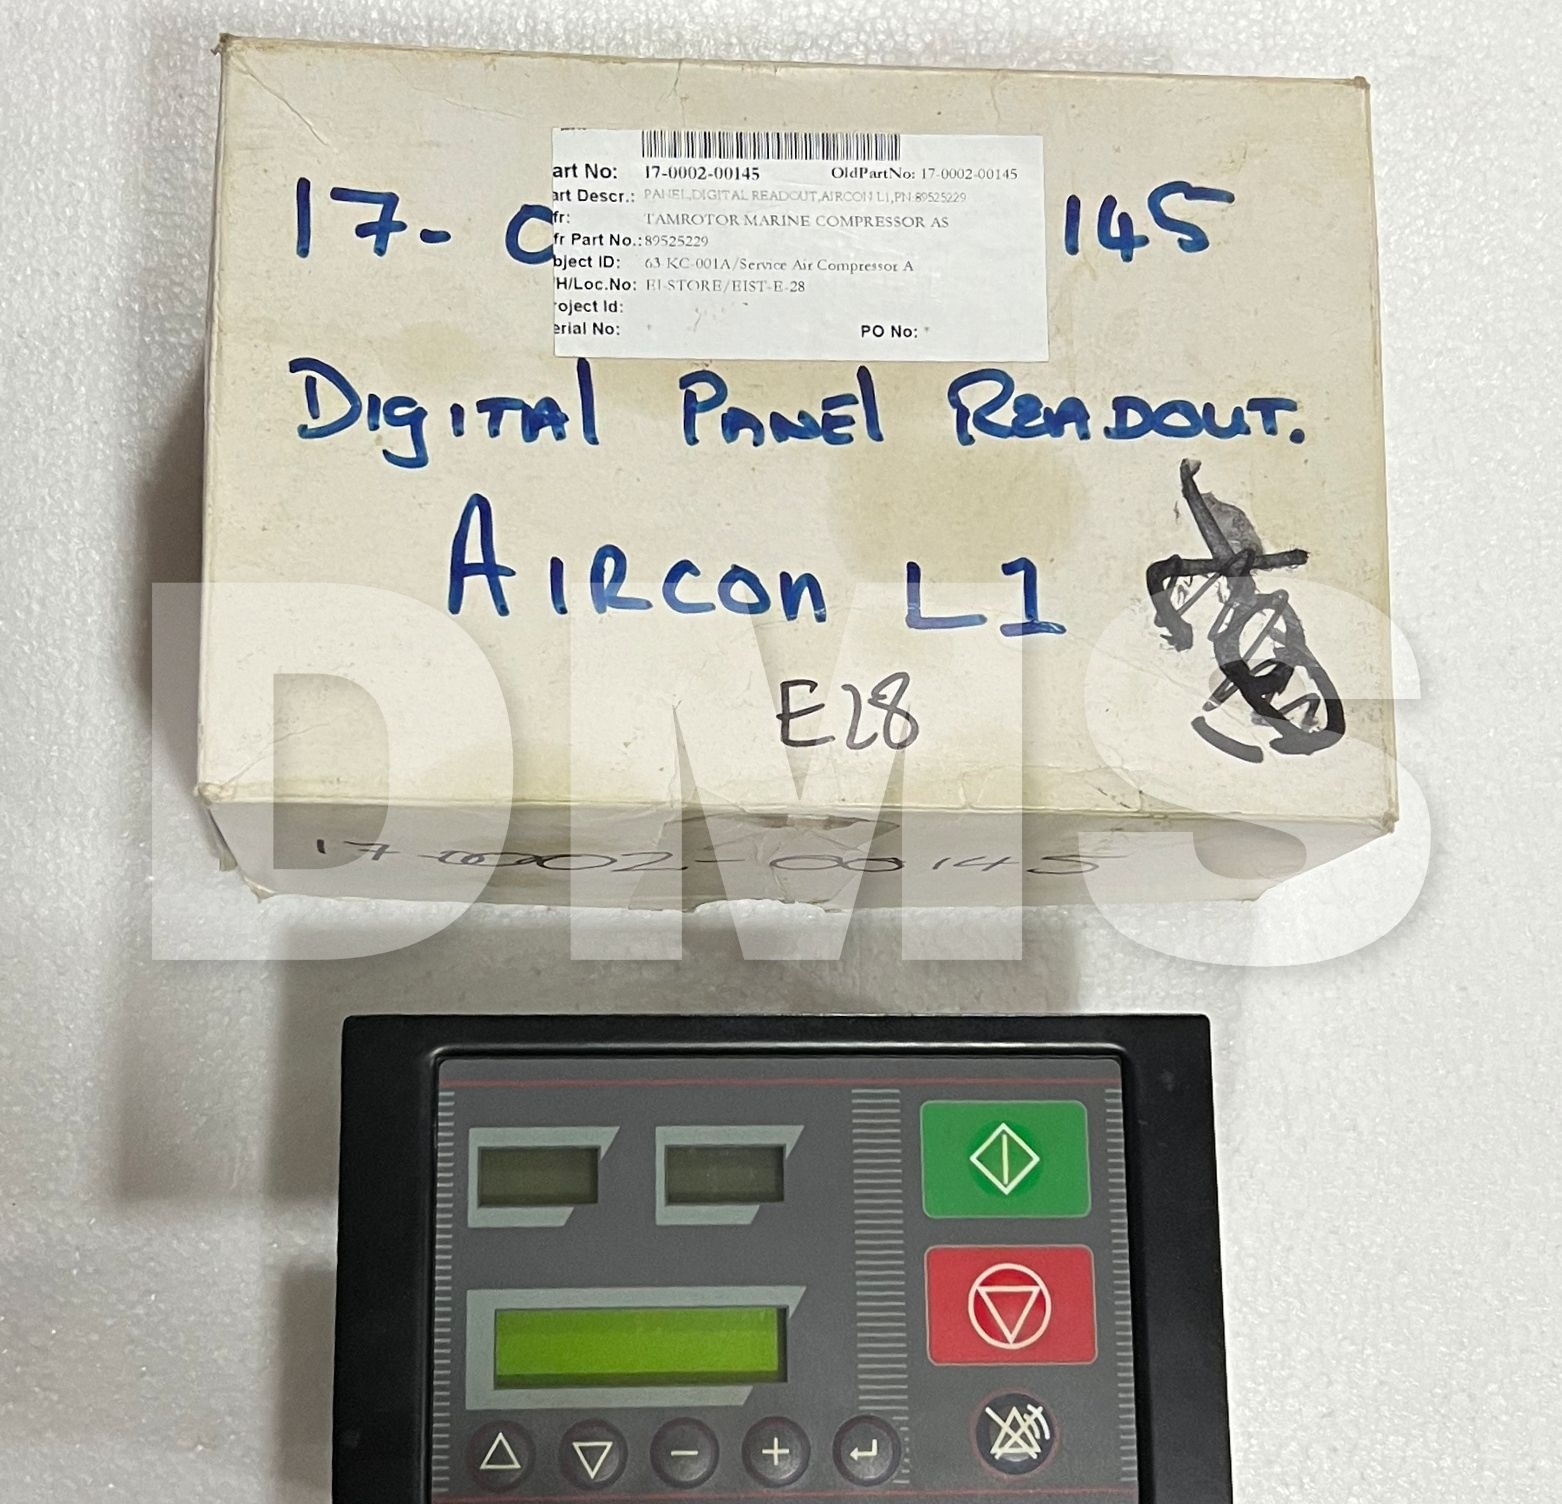 art No: 17-0002-00145 OldPartNo: 17-0002-00145
art Descr.: PANEL,DIGITAL READOUT,AIRCON L1,PN:89525229
fr: TAMROTOR MARINE COMPRESSOR AS
fr Part No.: 89525229
bject ID: 63-KC-001A/Service Air Compressor A
H/Loc.No: EI-STORE/EIST-E-28
roject Id:
erial No: * PO No: *
17-0 145
DIGITAL PANEL READOUT.
AIRCON L1
E28
DMS
17-0002-00145